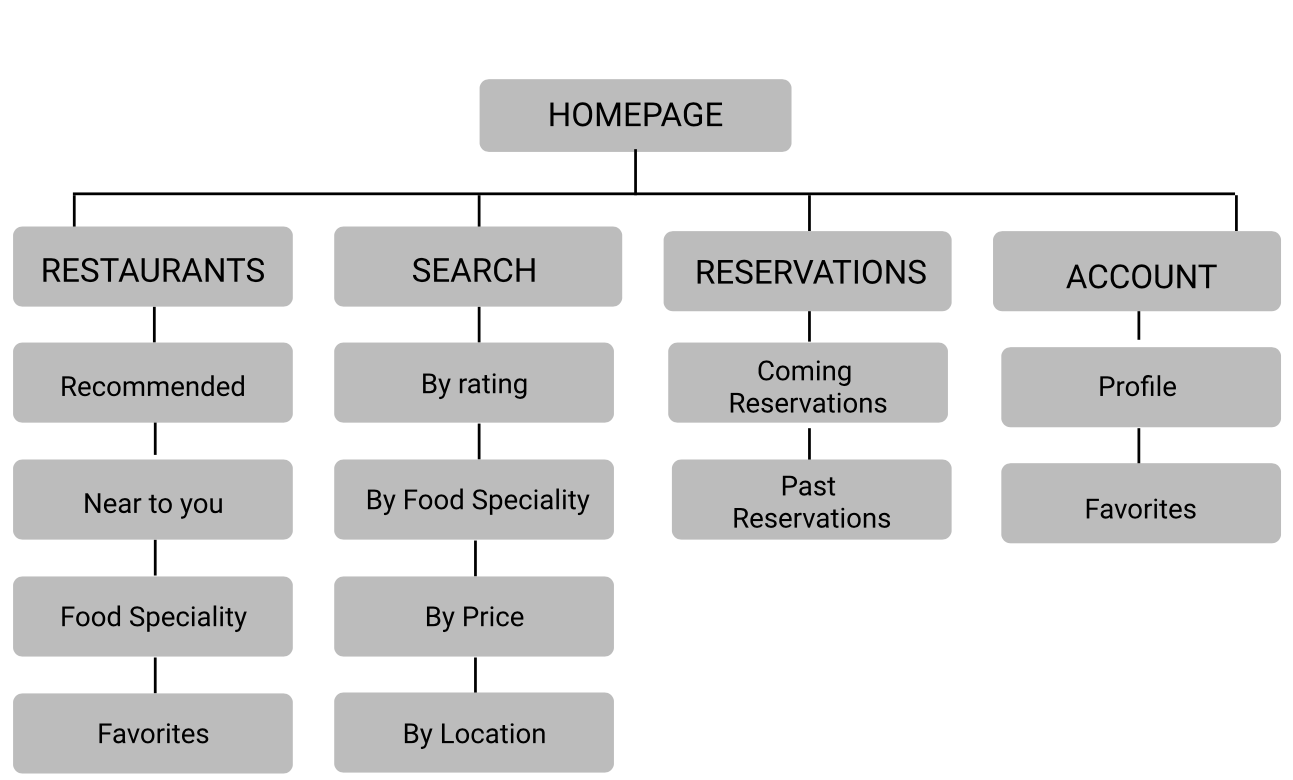 HOMEPAGE
RESTAURANTS
Recommended
Near to you
Food Speciality
Favorites
SEARCH
By rating
By Food Speciality
By Price
By Location
RESERVATIONS
Coming
Reservations
Past
Reservations
ACCOUNT
Profile
Favorites